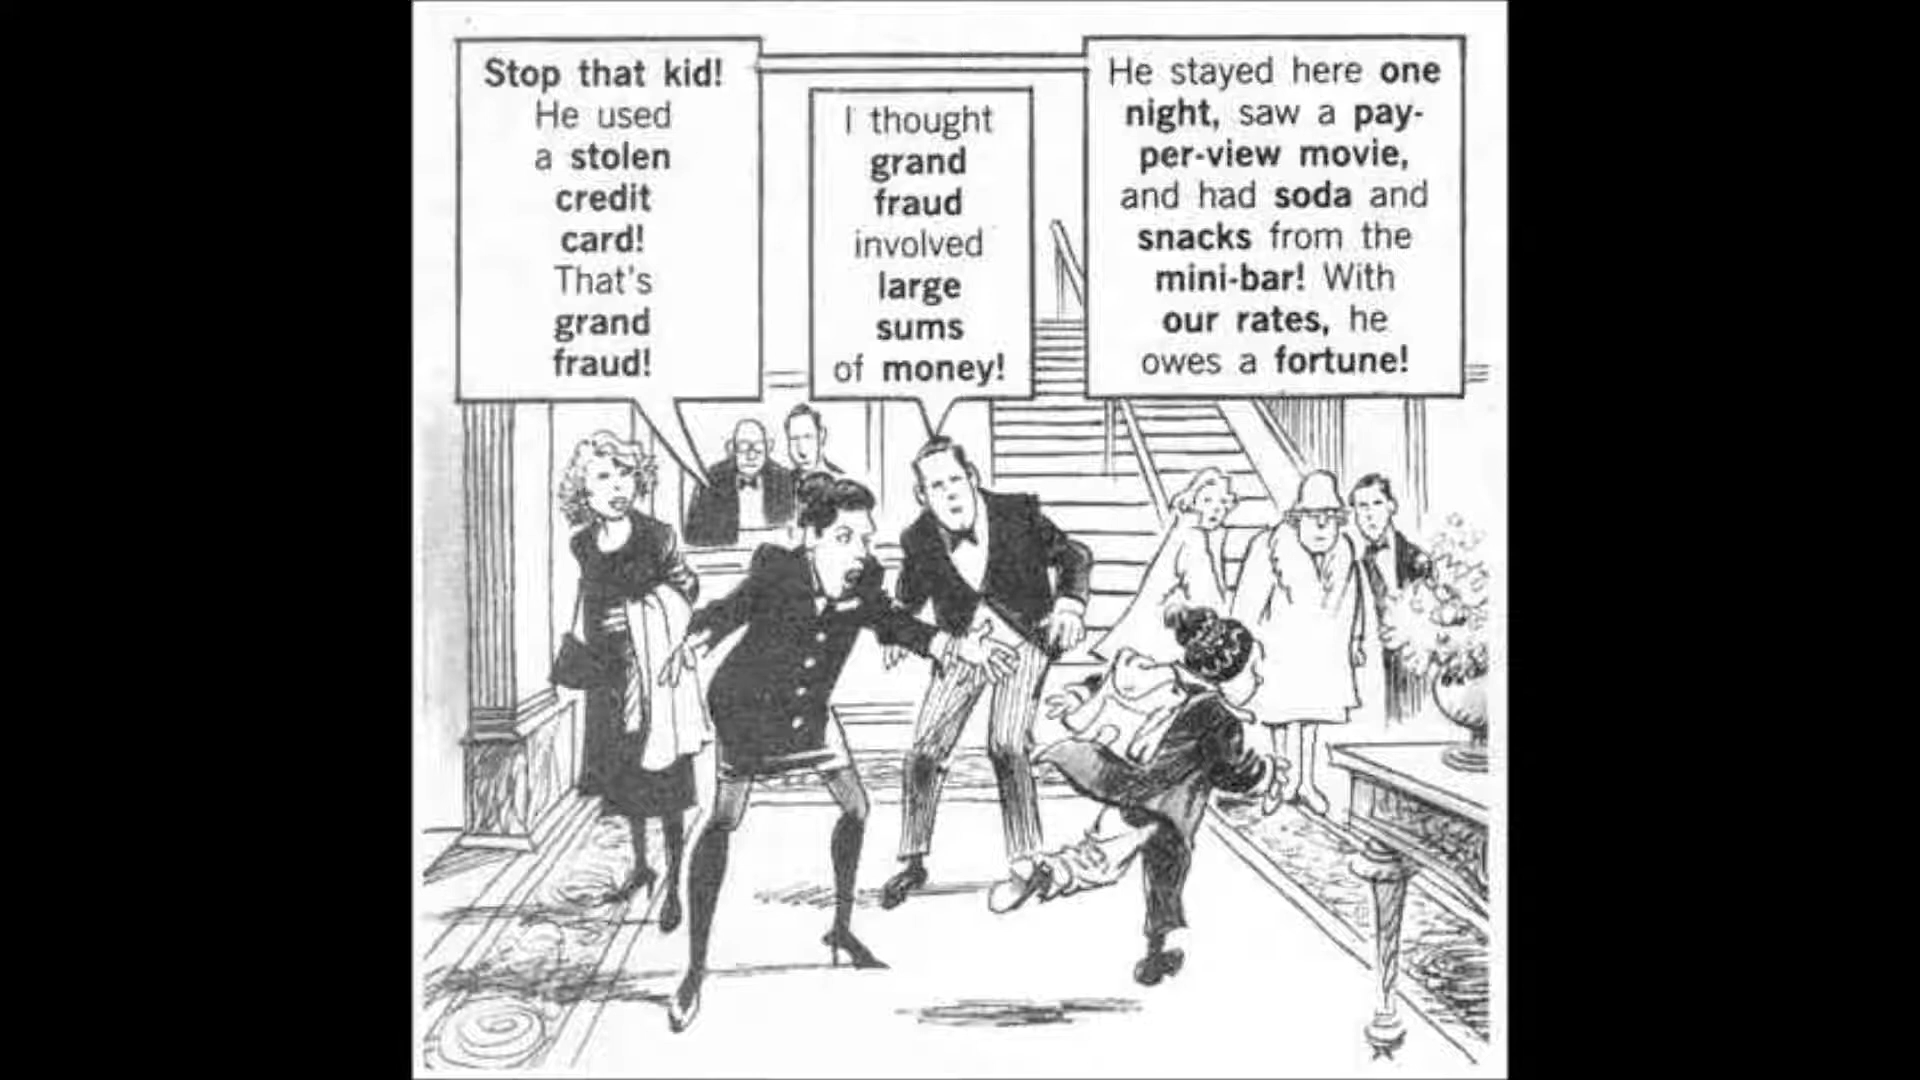 Stop that kid!
He used
a stolen
credit
card!
That's
grand
fraud!
I thought
grand
fraud
involved
large
sums
of money!
He stayed here one
night, saw a pay-
per-view movie,
and had soda and
snacks from the
mini-bar! With
our rates, he
owes a fortune!